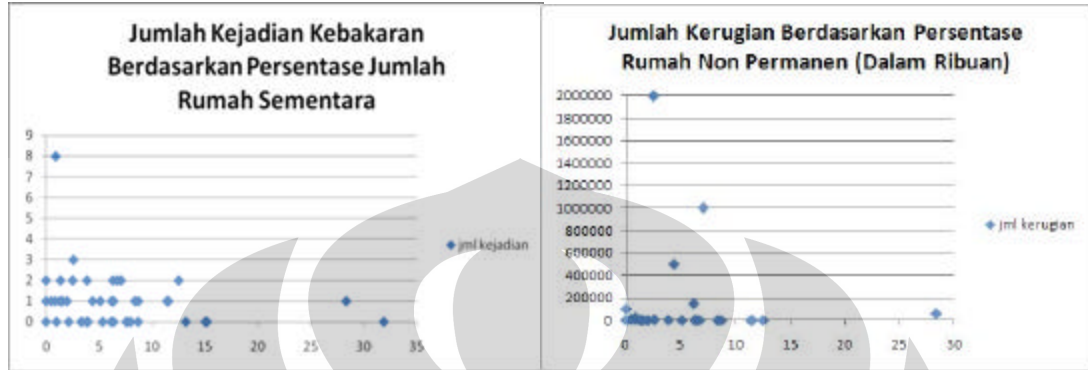 Jumlah Kejadian Kebakaran
Berdasarkan Persentase Jumlah
Rumah Sementara
9
8
7
6
5
4
3
2
1
0
0 5 10 15 20 25 30 35
jml kejadian
Jumlah Kerugian Berdasarkan Persentase
Rumah Non Permanen (Dalam Ribuan)
2000000
1800000
1600000
1400000
1200000
1000000
800000
600000
400000
200000
0
0 5 10 15 20 25 30
jml kerugian